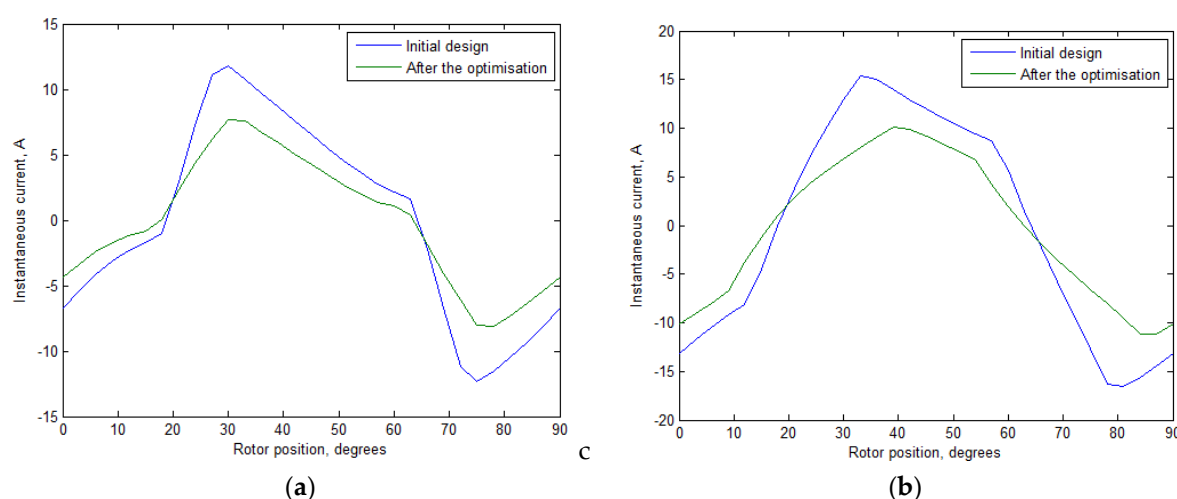 15
10
5
0
-5
-10
-15
Instantaneous current, A
Initial design
After the optimisation
0 10 20 30 40 50 60 70 80 90
Rotor position, degrees
(a)
c
20
15
10
5
0
-5
-10
-15
-20
Instantaneous current, A
Initial design
After the optimisation
0 10 20 30 40 50 60 70 80 90
Rotor position, degrees
(b)